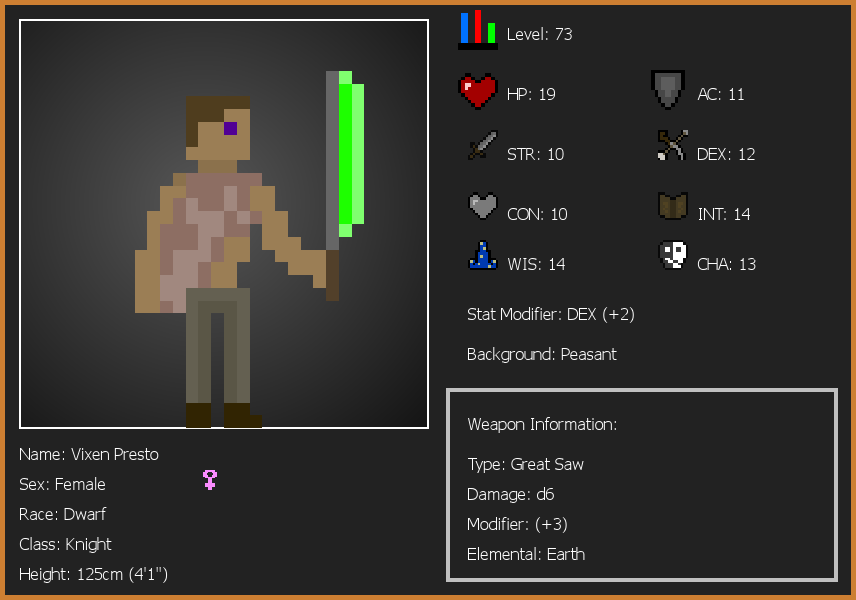 Level: 73
HP: 19
AC: 11
STR: 10
DEX: 12
CON: 10
INT: 14
WIS: 14
CHA: 13
Stat Modifier: DEX (+2)
Background: Peasant
Weapon Information:
Type: Great Saw
Damage: d6
Modifier: (+3)
Elemental: Earth
Name: Vixen Presto
Sex: Female
Race: Dwarf
Class: Knight
Height: 125cm (4'1")